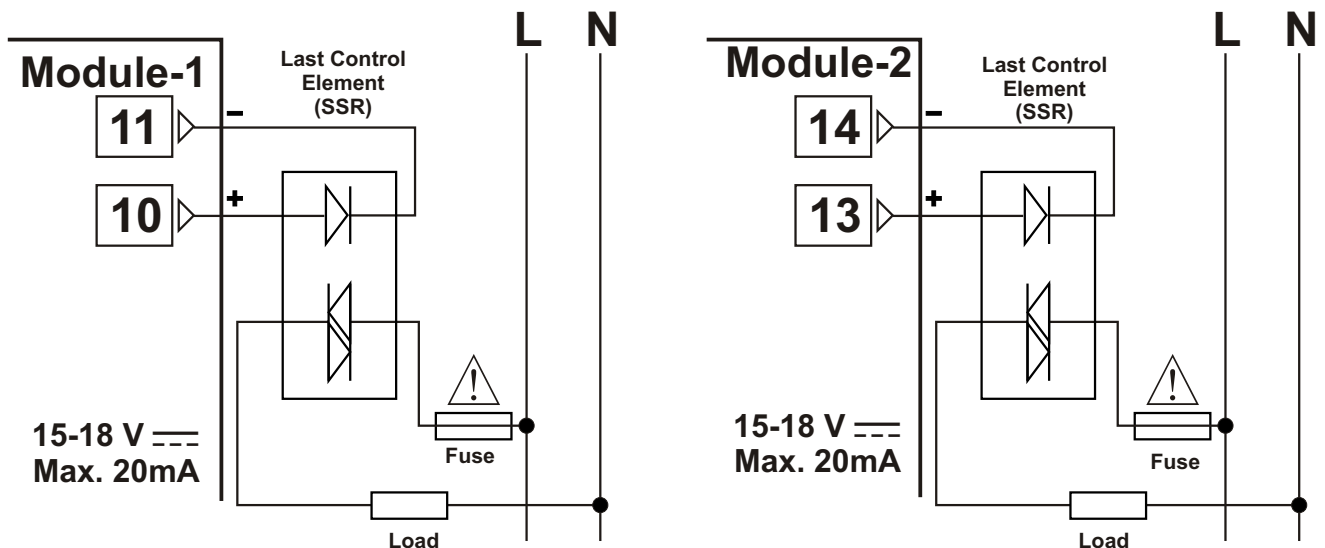 L N
Module-1
Last Control
Element
(SSR)
11 -
10 +
15-18 V
Max. 20mA
!
Fuse
Load
L N
Module-2
Last Control
Element
(SSR)
14 -
13 +
15-18 V
Max. 20mA
!
Fuse
Load